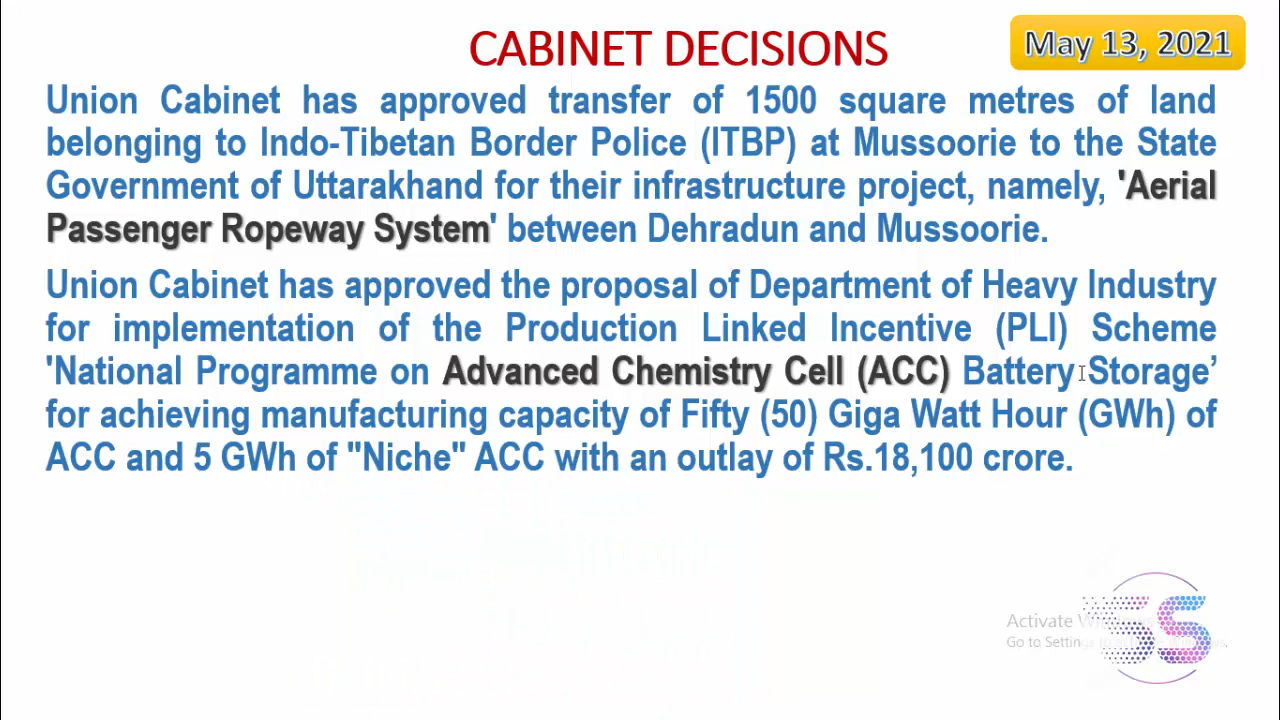 CABINET DECISIONS
May 13, 2021
Union Cabinet has approved transfer of 1500 square metres of land
belonging to Indo-Tibetan Border Police (ITBP) at Mussoorie to the State
Government of Uttarakhand for their infrastructure project, namely, 'Aerial
Passenger Ropeway System' between Dehradun and Mussoorie.
Union Cabinet has approved the proposal of Department of Heavy Industry
for implementation of the Production Linked Incentive (PLI) Scheme
'National Programme on Advanced Chemistry Cell (ACC) Battery Storage’
for achieving manufacturing capacity of Fifty (50) Giga Watt Hour (GWh) of
ACC and 5 GWh of "Niche" ACC with an outlay of Rs.18,100 crore.
Activate
Go to